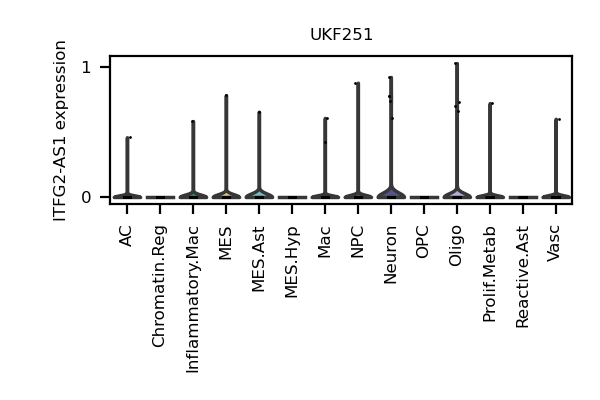 UKF251
ITFG2-AS1 expression
1
0
AC
Chromatin.Reg
Inflammatory.Mac
MES
MES.Ast
MES.Hyp
Mac
NPC
Neuron
OPC
Oligo
Prolif.Metab
Reactive.Ast
Vasc